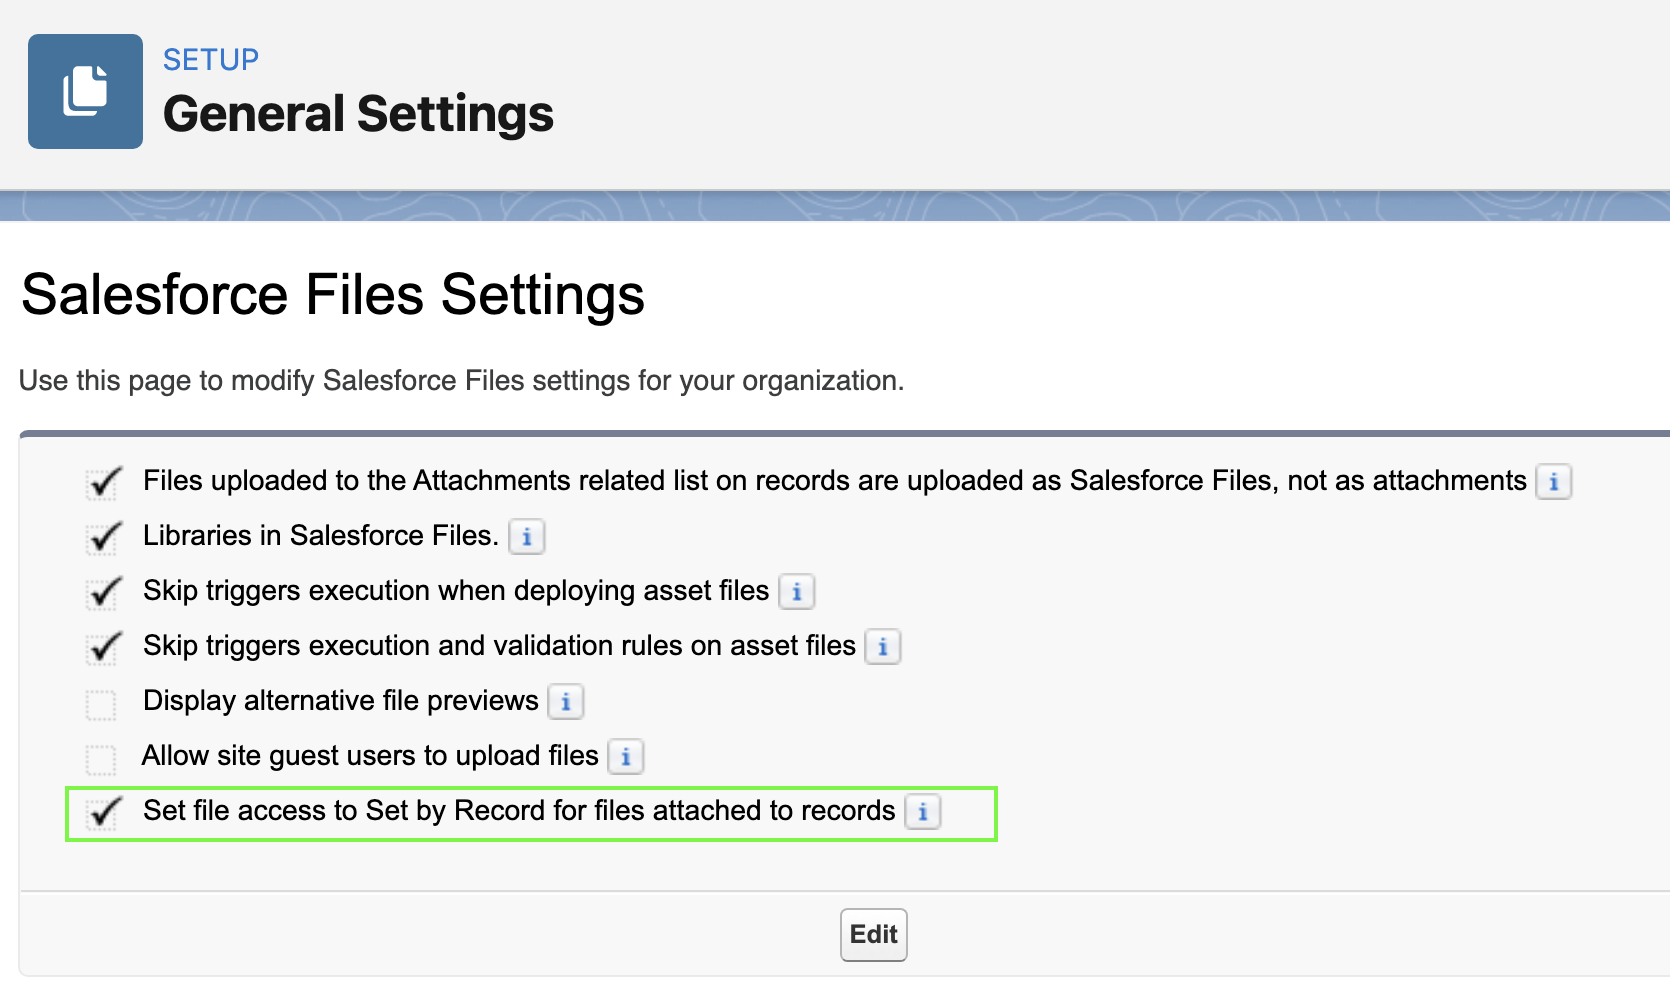 SETUP
General Settings
Salesforce Files Settings
Use this page to modify Salesforce Files settings for your organization.
Files uploaded to the Attachments related list on records are uploaded as Salesforce Files, not as attachments i
Libraries in Salesforce Files. i
Skip triggers execution when deploying asset files i
Skip triggers execution and validation rules on asset files i
Display alternative file previews i
Allow site guest users to upload files i
Set file access to Set by Record for files attached to records i
Edit